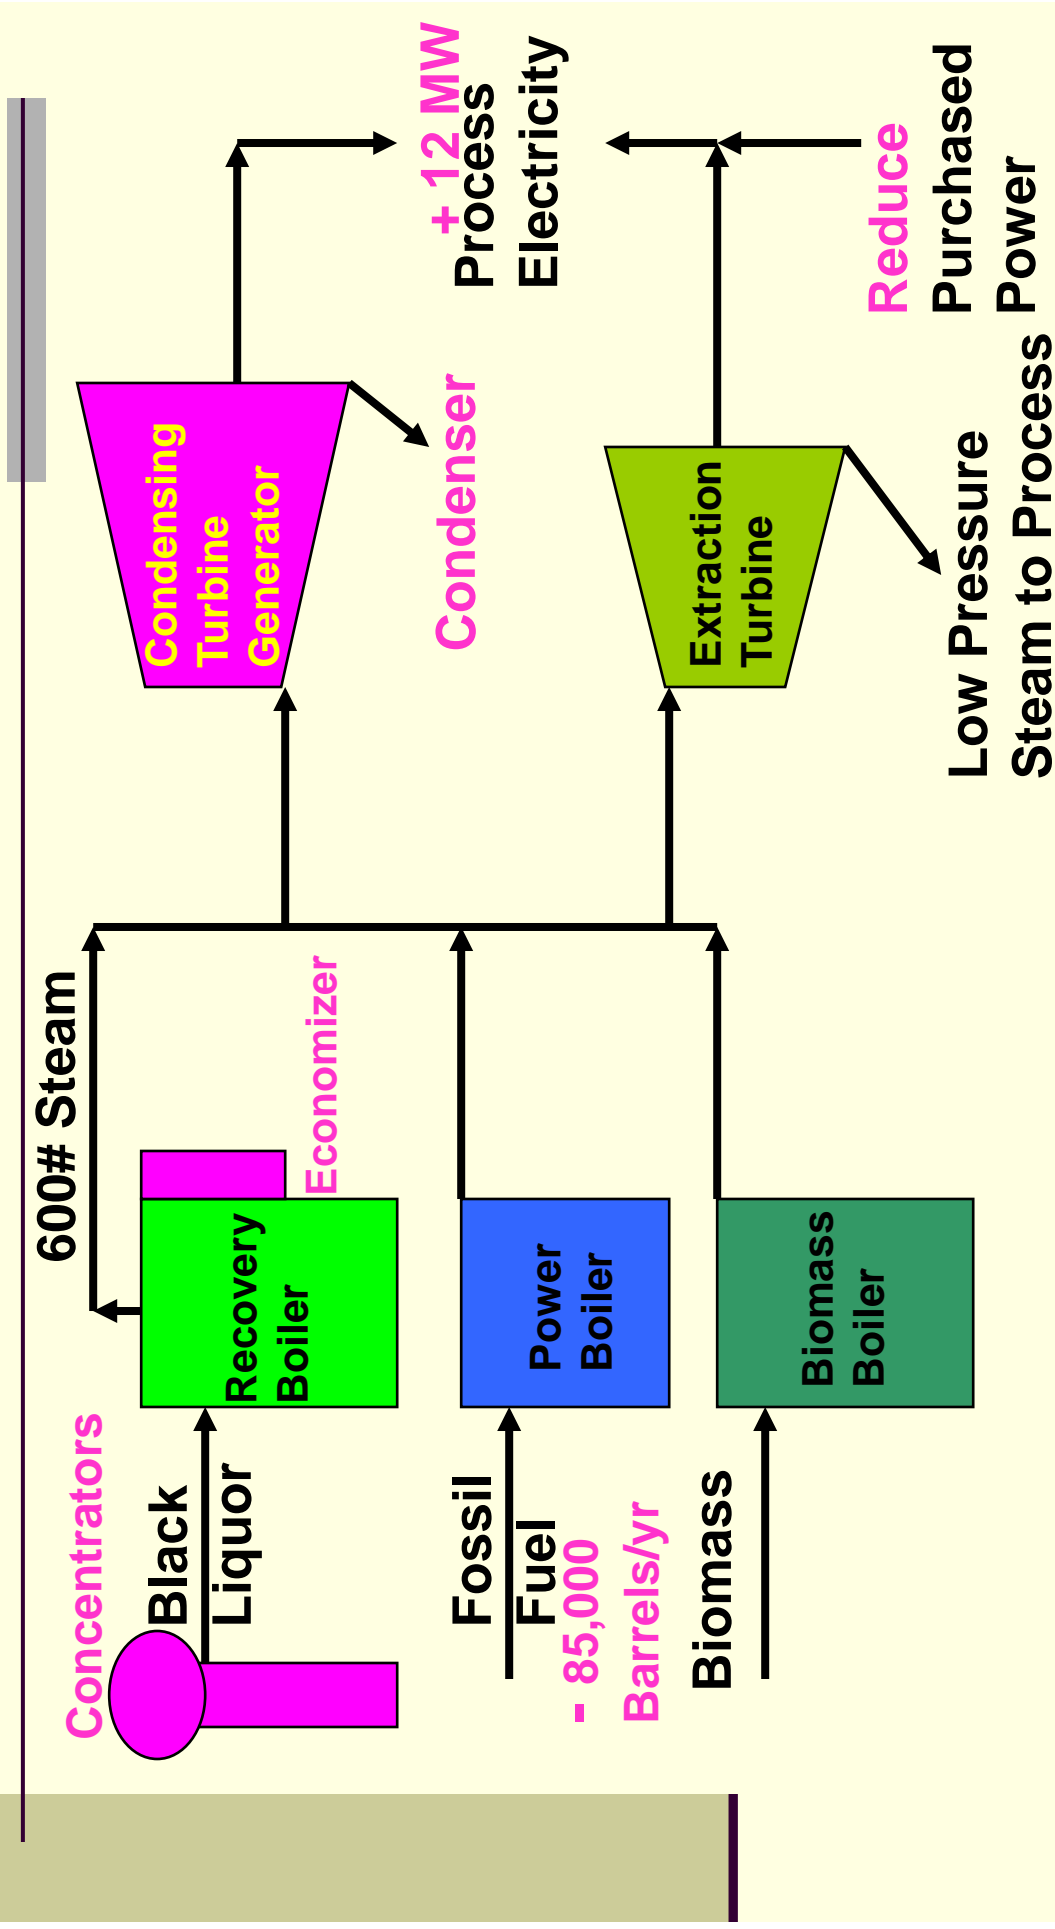 600# Steam
Concentrators
Black
Liquor
Recovery
Boiler
Economizer
Condensing
Turbine
Generator
Condenser
+ 12 MW
Process
Electricity
Fossil
Fuel
- 85,000
Barrels/yr
Power
Boiler
Extraction
Turbine
Biomass
Biomass
Boiler
Reduce
Purchased
Power
Low Pressure
Steam to Process